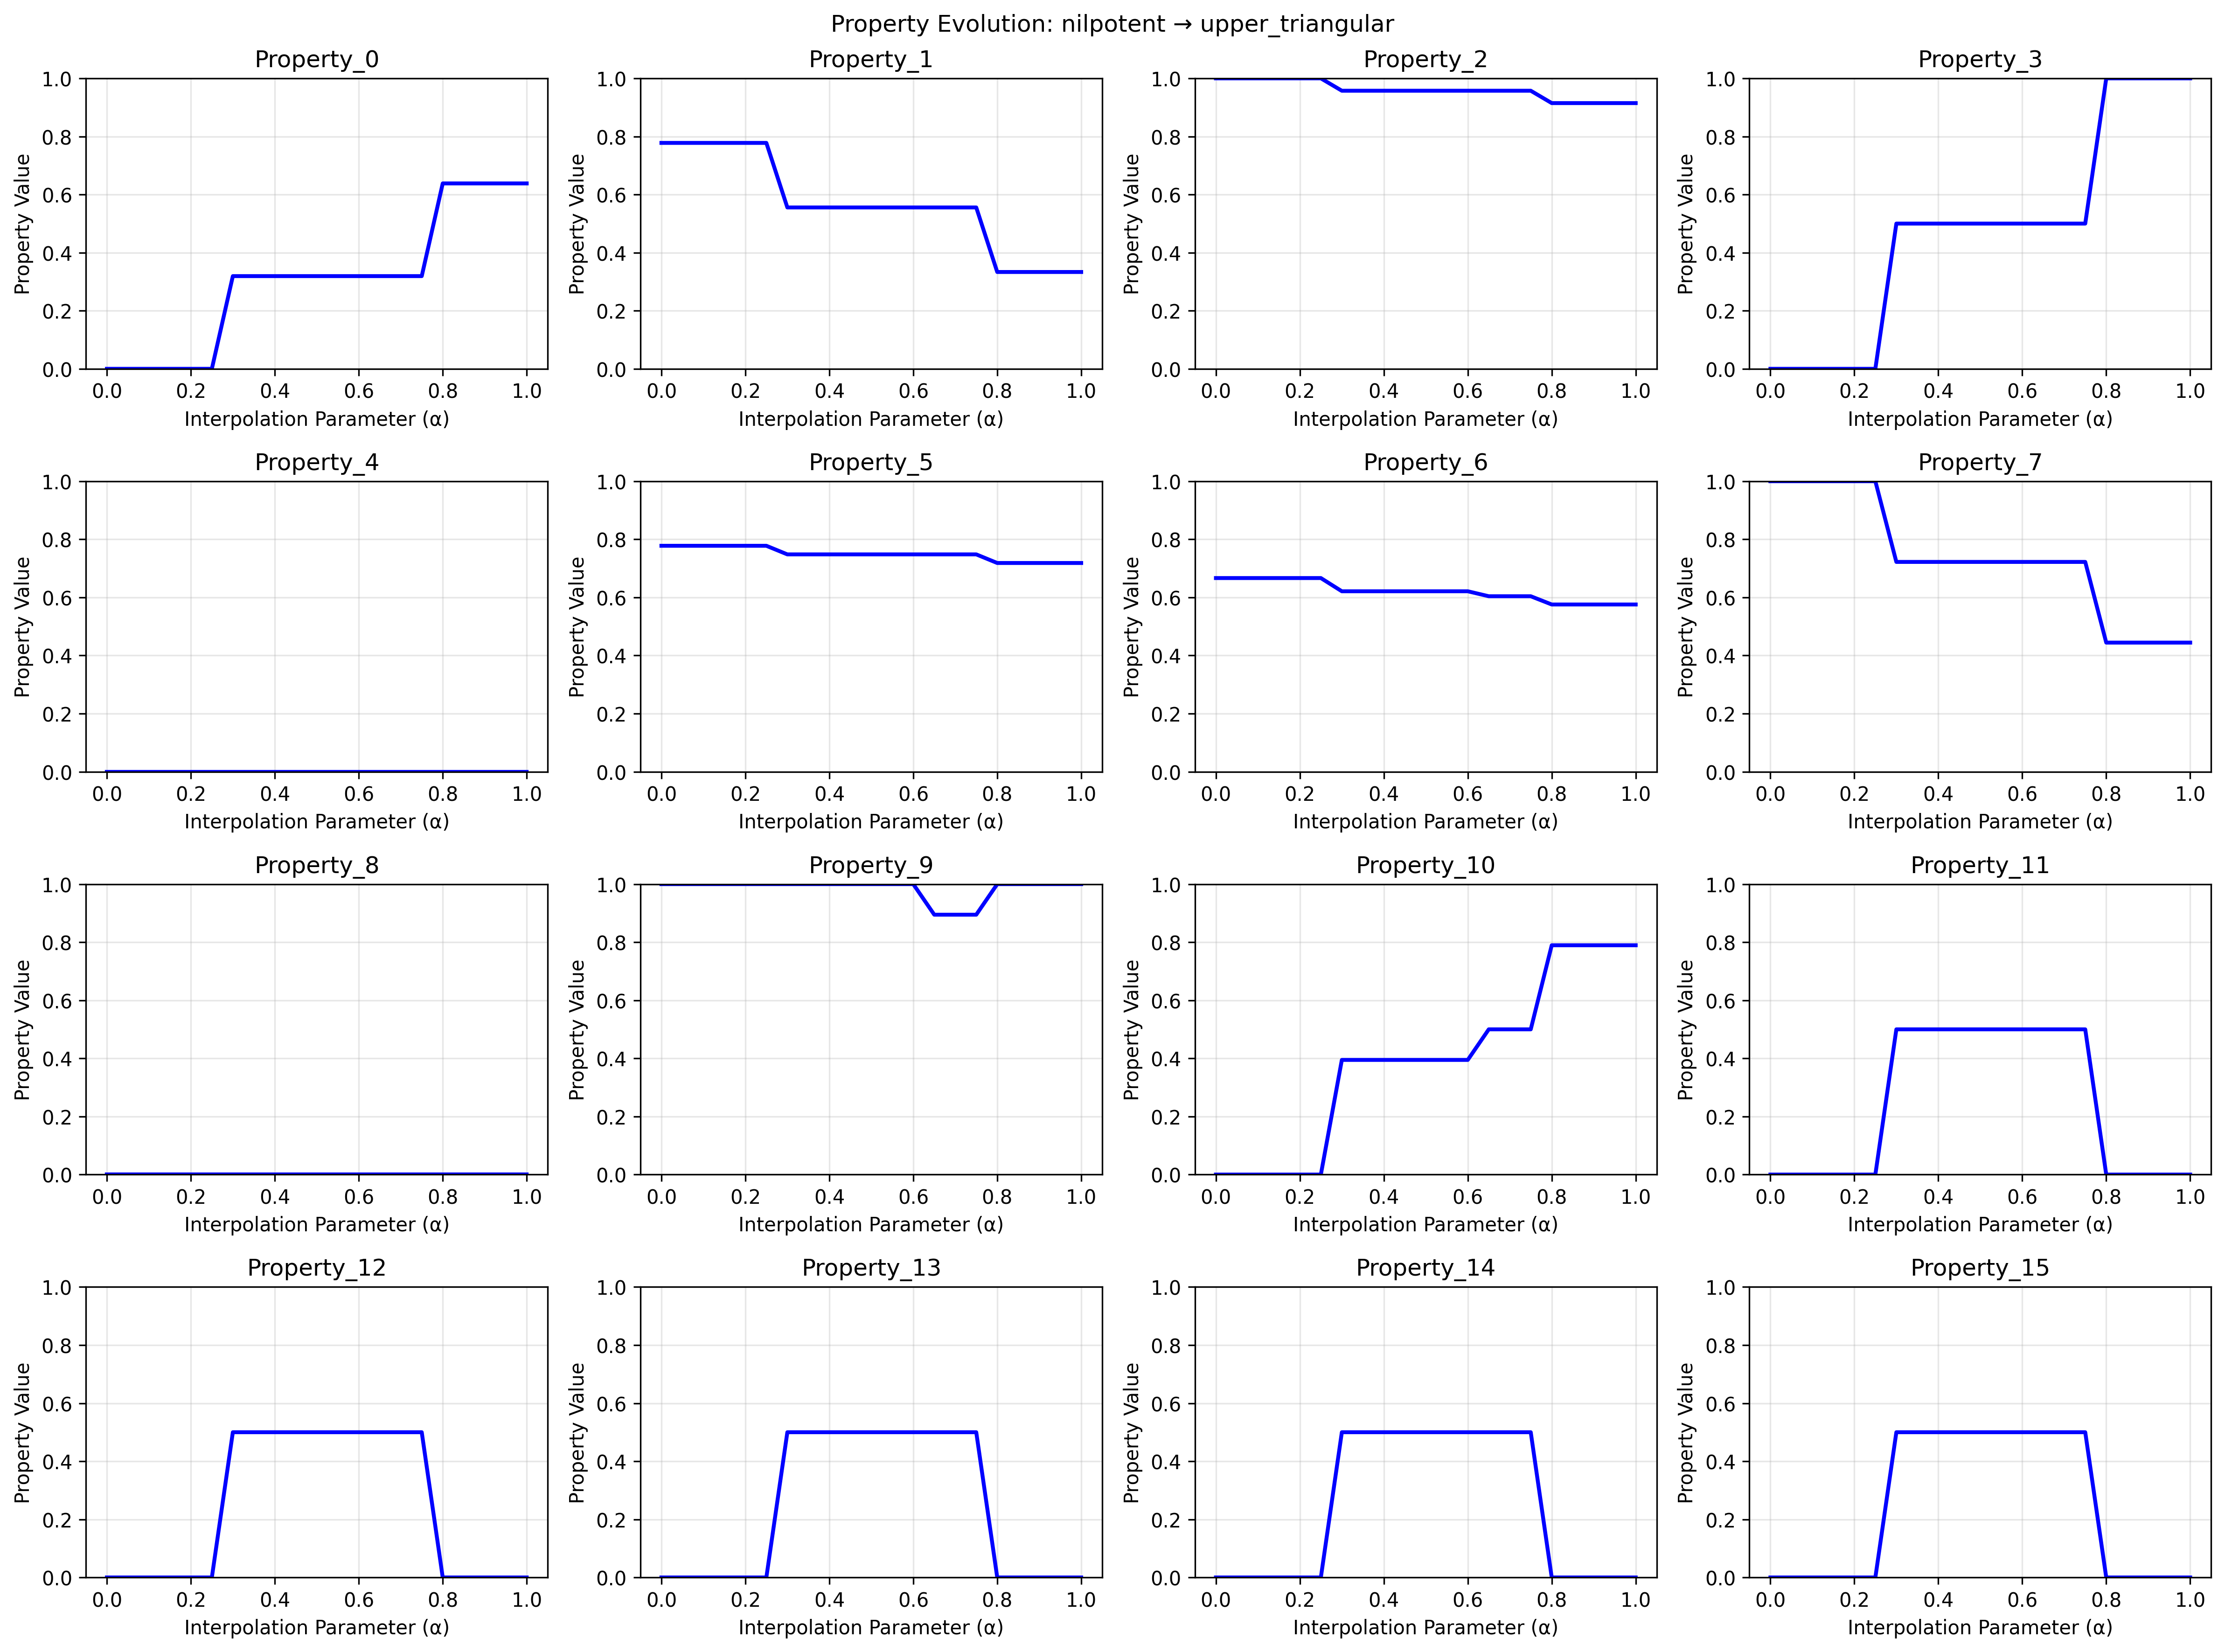 Property Evolution: nilpotent → upper_triangular
Property_0
Property_1
Property_2
Property_3
1.0
0.8
0.6
0.4
0.2
0.0
Property Value
0.0 0.2 0.4 0.6 0.8 1.0
Interpolation Parameter (α)
1.0
0.8
0.6
0.4
0.2
0.0
Property Value
0.0 0.2 0.4 0.6 0.8 1.0
Interpolation Parameter (α)
1.0
0.8
0.6
0.4
0.2
0.0
Property Value
0.0 0.2 0.4 0.6 0.8 1.0
Interpolation Parameter (α)
1.0
0.8
0.6
0.4
0.2
0.0
Property Value
0.0 0.2 0.4 0.6 0.8 1.0
Interpolation Parameter (α)
Property_4
Property_5
Property_6
Property_7
1.0
0.8
0.6
0.4
0.2
0.0
Property Value
0.0 0.2 0.4 0.6 0.8 1.0
Interpolation Parameter (α)
1.0
0.8
0.6
0.4
0.2
0.0
Property Value
0.0 0.2 0.4 0.6 0.8 1.0
Interpolation Parameter (α)
1.0
0.8
0.6
0.4
0.2
0.0
Property Value
0.0 0.2 0.4 0.6 0.8 1.0
Interpolation Parameter (α)
1.0
0.8
0.6
0.4
0.2
0.0
Property Value
0.0 0.2 0.4 0.6 0.8 1.0
Interpolation Parameter (α)
Property_8
Property_9
Property_10
Property_11
1.0
0.8
0.6
0.4
0.2
0.0
Property Value
0.0 0.2 0.4 0.6 0.8 1.0
Interpolation Parameter (α)
1.0
0.8
0.6
0.4
0.2
0.0
Property Value
0.0 0.2 0.4 0.6 0.8 1.0
Interpolation Parameter (α)
1.0
0.8
0.6
0.4
0.2
0.0
Property Value
0.0 0.2 0.4 0.6 0.8 1.0
Interpolation Parameter (α)
1.0
0.8
0.6
0.4
0.2
0.0
Property Value
0.0 0.2 0.4 0.6 0.8 1.0
Interpolation Parameter (α)
Property_12
Property_13
Property_14
Property_15
1.0
0.8
0.6
0.4
0.2
0.0
Property Value
0.0 0.2 0.4 0.6 0.8 1.0
Interpolation Parameter (α)
1.0
0.8
0.6
0.4
0.2
0.0
Property Value
0.0 0.2 0.4 0.6 0.8 1.0
Interpolation Parameter (α)
1.0
0.8
0.6
0.4
0.2
0.0
Property Value
0.0 0.2 0.4 0.6 0.8 1.0
Interpolation Parameter (α)
1.0
0.8
0.6
0.4
0.2
0.0
Property Value
0.0 0.2 0.4 0.6 0.8 1.0
Interpolation Parameter (α)